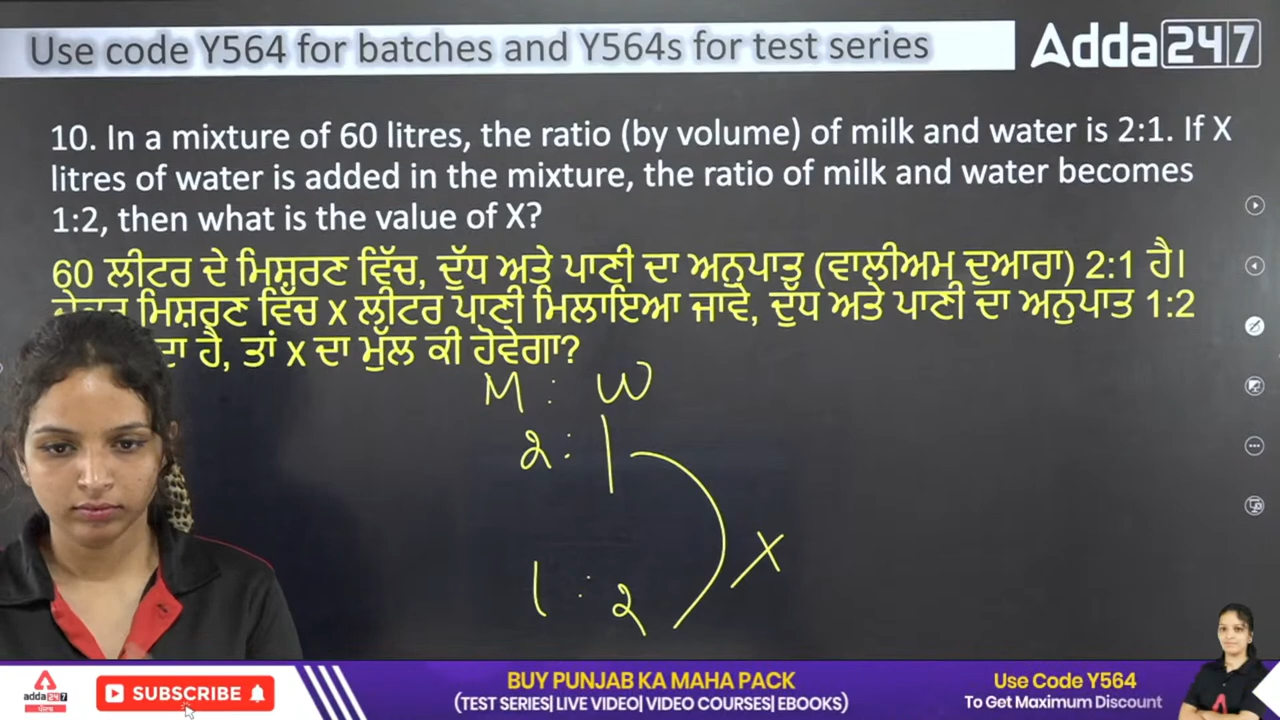 Use code Y564 for batches and Y564s for test series
Adda247
10. In a mixture of 60 litres, the ratio (by volume) of milk and water is 2:1. If X
litres of water is added in the mixture, the ratio of milk and water becomes
1:2, then what is the value of X?
60 ਲੀਟਰ ਦੇ ਮਿਸ਼ਰਣ ਵਿੱਚ, ਦੁੱਧ ਅਤੇ ਪਾਣੀ ਦਾ ਅਨੁਪਾਤ (ਵਾਲੀਅਮ ਦੁਆਰਾ) 2:1 ਹੈ।
ਮਿਸ਼ਰਣ ਵਿੱਚ X ਲੀਟਰ ਪਾਣੀ ਮਿਲਾਇਆ ਜਾਵੇ, ਦੁੱਧ ਅਤੇ ਪਾਣੀ ਦਾ ਅਨੁਪਾਤ 1:2
ਦਾ ਹੈ, ਤਾਂ X ਦਾ ਮੁੱਲ ਕੀ ਹੋਵੇਗਾ?
M : W
2 : 1
X
1 : 2
adda247
ਪੰਜਾਬ
SUBSCRIBE
BUY PUNJAB KA MAHA PACK
(TEST SERIES| LIVE VIDEO| VIDEO COURSES| EBOOKS)
Use Code Y564
To Get Maximum Discount